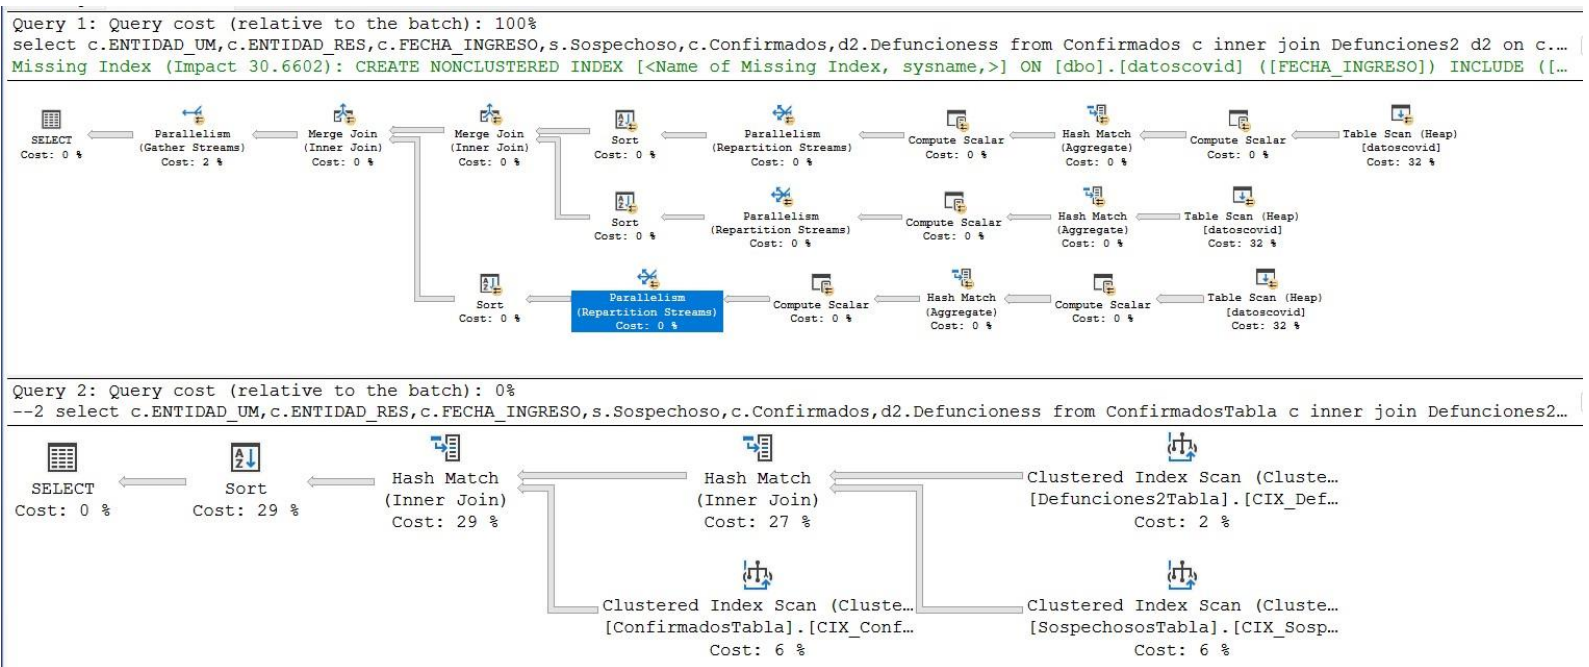 Query 1: Query cost (relative to the batch): 100%
select c.ENTIDAD_UM,c.ENTIDAD_RES,c.FECHA_INGRESO,s.Sospechoso,c.Confirmados,d2.Defuncioness from Confirmados c inner join Defunciones2 d2 on c.…
Missing Index (Impact 30.6602): CREATE NONCLUSTERED INDEX [<Name of Missing Index, sysname,>] ON [dbo].[datoscovid] ([FECHA_INGRESO]) INCLUDE ([…
SELECT
Cost: 0 %
Parallelism
(Gather Streams)
Cost: 2 %
Merge Join
(Inner Join)
Cost: 0 %
Merge Join
(Inner Join)
Cost: 0 %
Sort
Cost: 0 %
Parallelism
(Repartition Streams)
Cost: 0 %
Compute Scalar
Cost: 0 %
Hash Match
(Aggregate)
Cost: 0 %
Compute Scalar
Cost: 0 %
Table Scan (Heap)
[datoscovid]
Cost: 32 %
Sort
Cost: 0 %
Parallelism
(Repartition Streams)
Cost: 0 %
Compute Scalar
Cost: 0 %
Hash Match
(Aggregate)
Cost: 0 %
Table Scan (Heap)
[datoscovid]
Cost: 32 %
Sort
Cost: 0 %
Parallelism
(Repartition Streams)
Cost: 0 %
Compute Scalar
Cost: 0 %
Hash Match
(Aggregate)
Cost: 0 %
Compute Scalar
Cost: 0 %
Table Scan (Heap)
[datoscovid]
Cost: 32 %
Query 2: Query cost (relative to the batch): 0%
--2 select c.ENTIDAD_UM,c.ENTIDAD_RES,c.FECHA_INGRESO,s.Sospechoso,c.Confirmados,d2.Defuncioness from ConfirmadosTabla c inner join Defunciones2…
SELECT
Cost: 0 %
Sort
Cost: 29 %
Hash Match
(Inner Join)
Cost: 29 %
Hash Match
(Inner Join)
Cost: 27 %
Clustered Index Scan (Cluste…
[Defunciones2Tabla].[CIX_Def…
Cost: 2 %
Clustered Index Scan (Cluste…
[ConfirmadosTabla].[CIX_Conf…
Cost: 6 %
Clustered Index Scan (Cluste…
[SospechososTabla].[CIX_Sosp…
Cost: 6 %